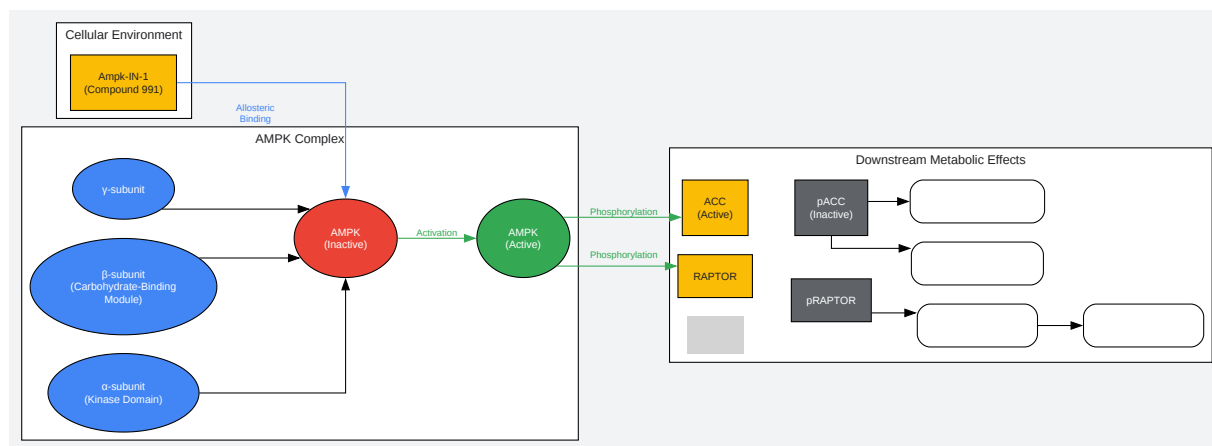 Cellular Environment
Ampk-IN-1
(Compound 991)
Allosteric
Binding
AMPK Complex
γ-subunit
β-subunit
(Carbohydrate-Binding
Module)
α-subunit
(Kinase Domain)
AMPK
(Inactive)
Activation
AMPK
(Active)
Phosphorylation
Phosphorylation
Downstream Metabolic Effects
ACC
(Active)
RAPTOR
pACC
(Inactive)
pRAPTOR